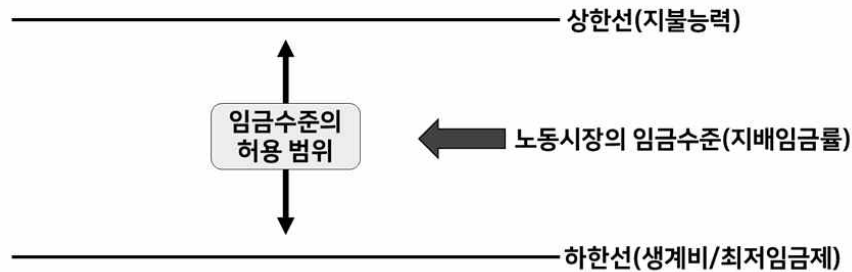 상한선(지불능력)
임금수준의
허용 범위
노동시장의 임금수준(지배임금률)
하한선(생계비/최저임금제)